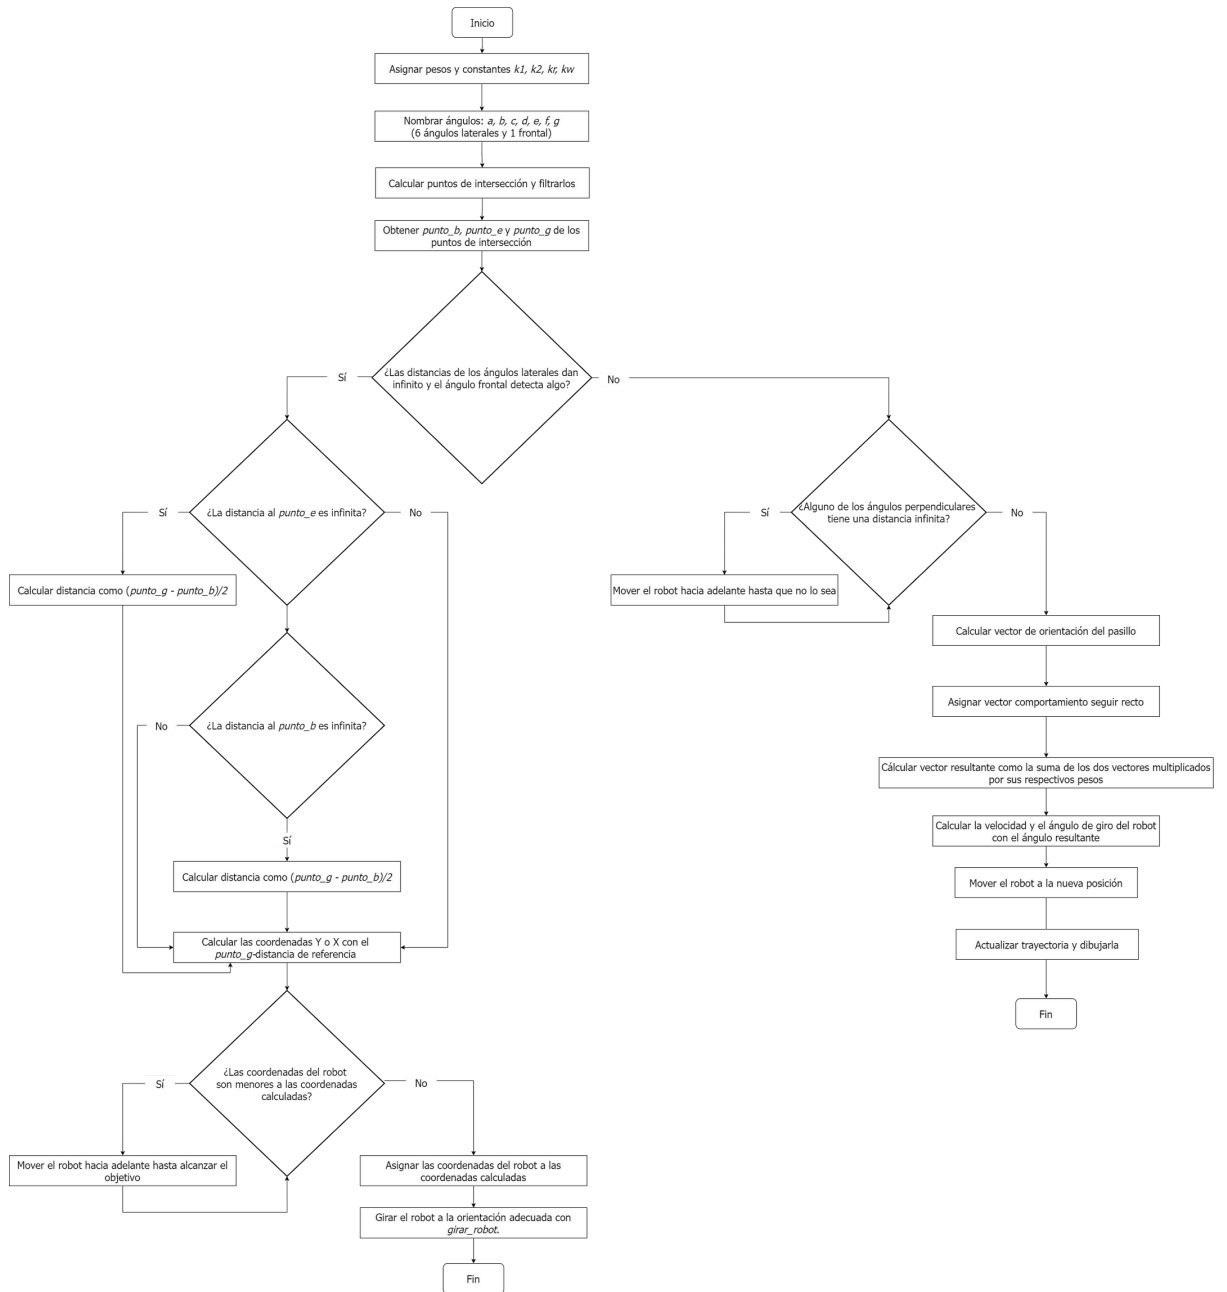 Inicio
Asignar pesos y constantes k1, k2, kr, kw
Nombrar ángulos: a, b, c, d, e, f, g
(6 ángulos laterales y 1 frontal)
Calcular puntos de intersección y filtrarlos
Obtener punto_b, punto_e y punto_g de los
puntos de intersección
¿Las distancias de los ángulos laterales dan
infinito y el ángulo frontal detecta algo?
Sí
No
¿La distancia al punto_e es infinita?
Sí
No
Calcular distancia como (punto_g - punto_b)/2
¿La distancia al punto_b es infinita?
No
Sí
Calcular distancia como (punto_g - punto_b)/2
Calcular las coordenadas Y o X con el
punto_g-distancia de referencia
¿Las coordenadas del robot
son menores a las coordenadas
calculadas?
Sí
No
Mover el robot hacia adelante hasta alcanzar el
objetivo
Asignar las coordenadas del robot a las
coordenadas calculadas
Girar el robot a la orientación adecuada con
girar_robot.
Fin
¿Alguno de los ángulos perpendiculares
tiene una distancia infinita?
Sí
No
Mover el robot hacia adelante hasta que no lo sea
Calcular vector de orientación del pasillo
Asignar vector comportamiento seguir recto
Cálcular vector resultante como la suma de los dos vectores multiplicados
por sus respectivos pesos
Calcular la velocidad y el ángulo de giro del robot
con el ángulo resultante
Mover el robot a la nueva posición
Actualizar trayectoria y dibujarla
Fin